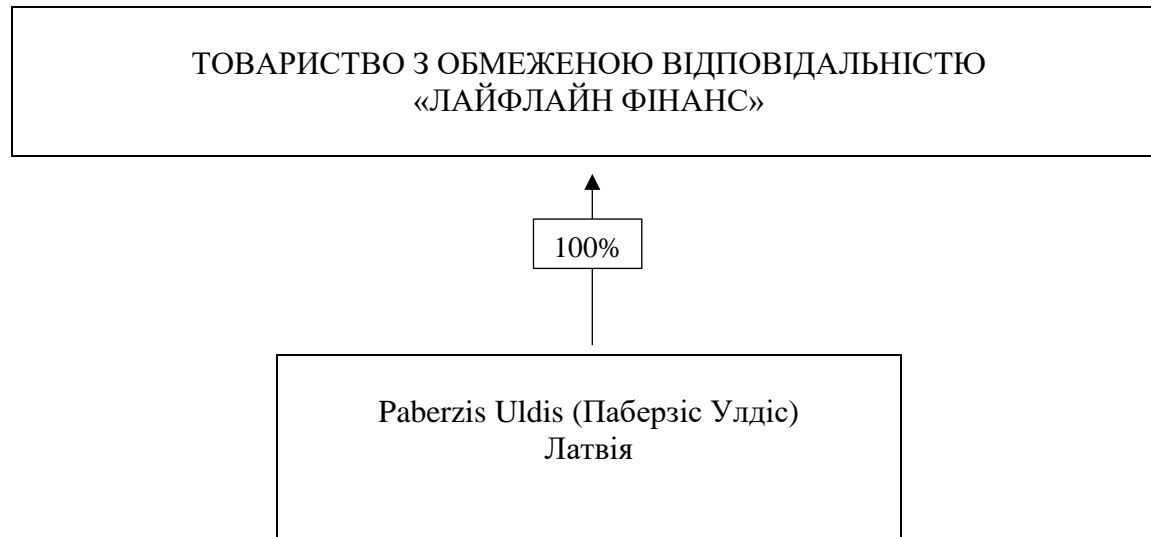 ТОВАРИСТВО З ОБМЕЖЕНОЮ ВІДПОВІДАЛЬНІСТЮ
«ЛАЙФЛАЙН ФІНАНС»
100%
Paberzis Uldis (Паберзіс Улдіс)
Латвія